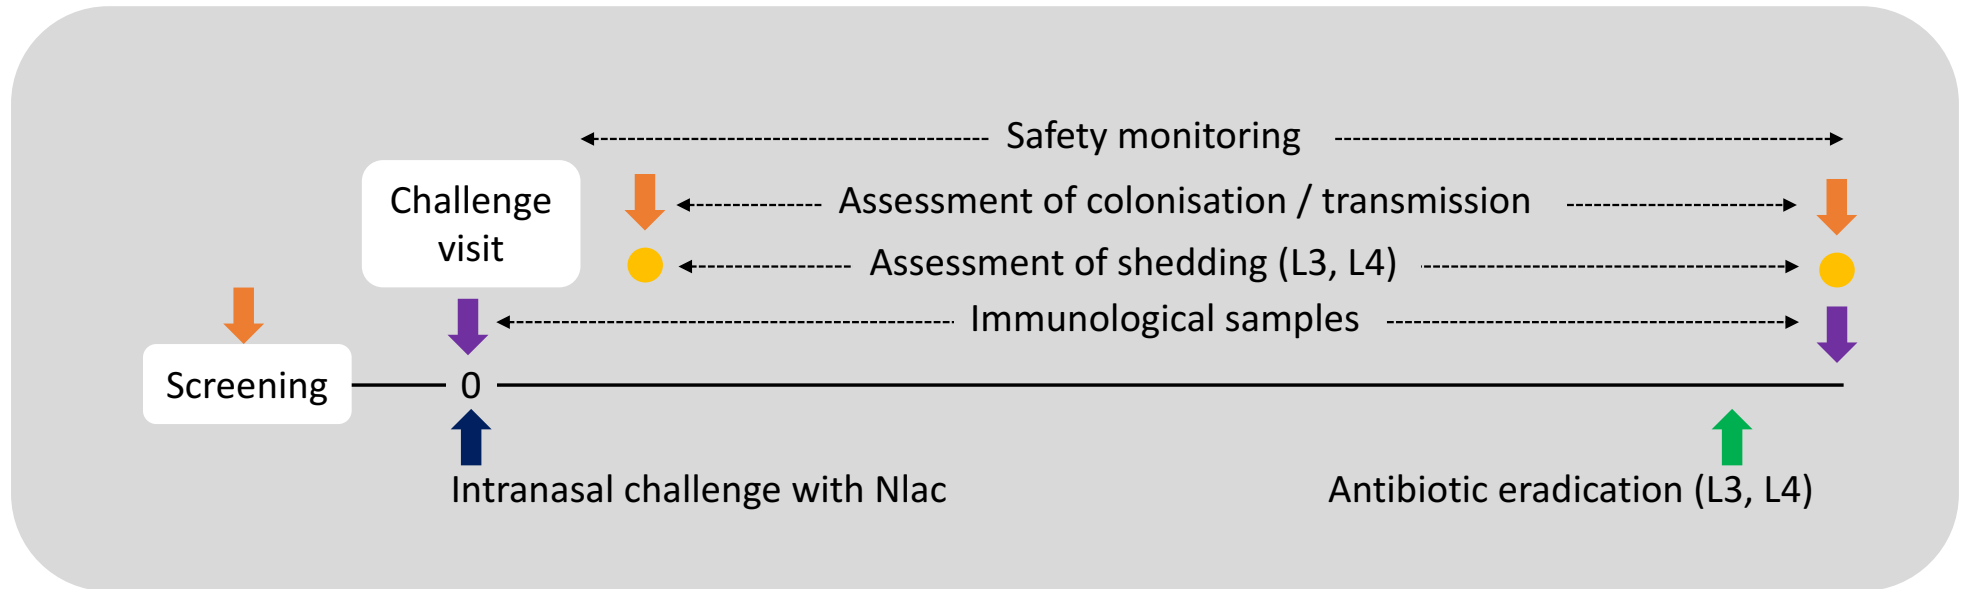 Safety monitoring
Challenge
visit
Assessment of colonisation / transmission
Assessment of shedding (L3, L4)
Immunological samples
Screening
0
Intranasal challenge with Nlac
Antibiotic eradication (L3, L4)